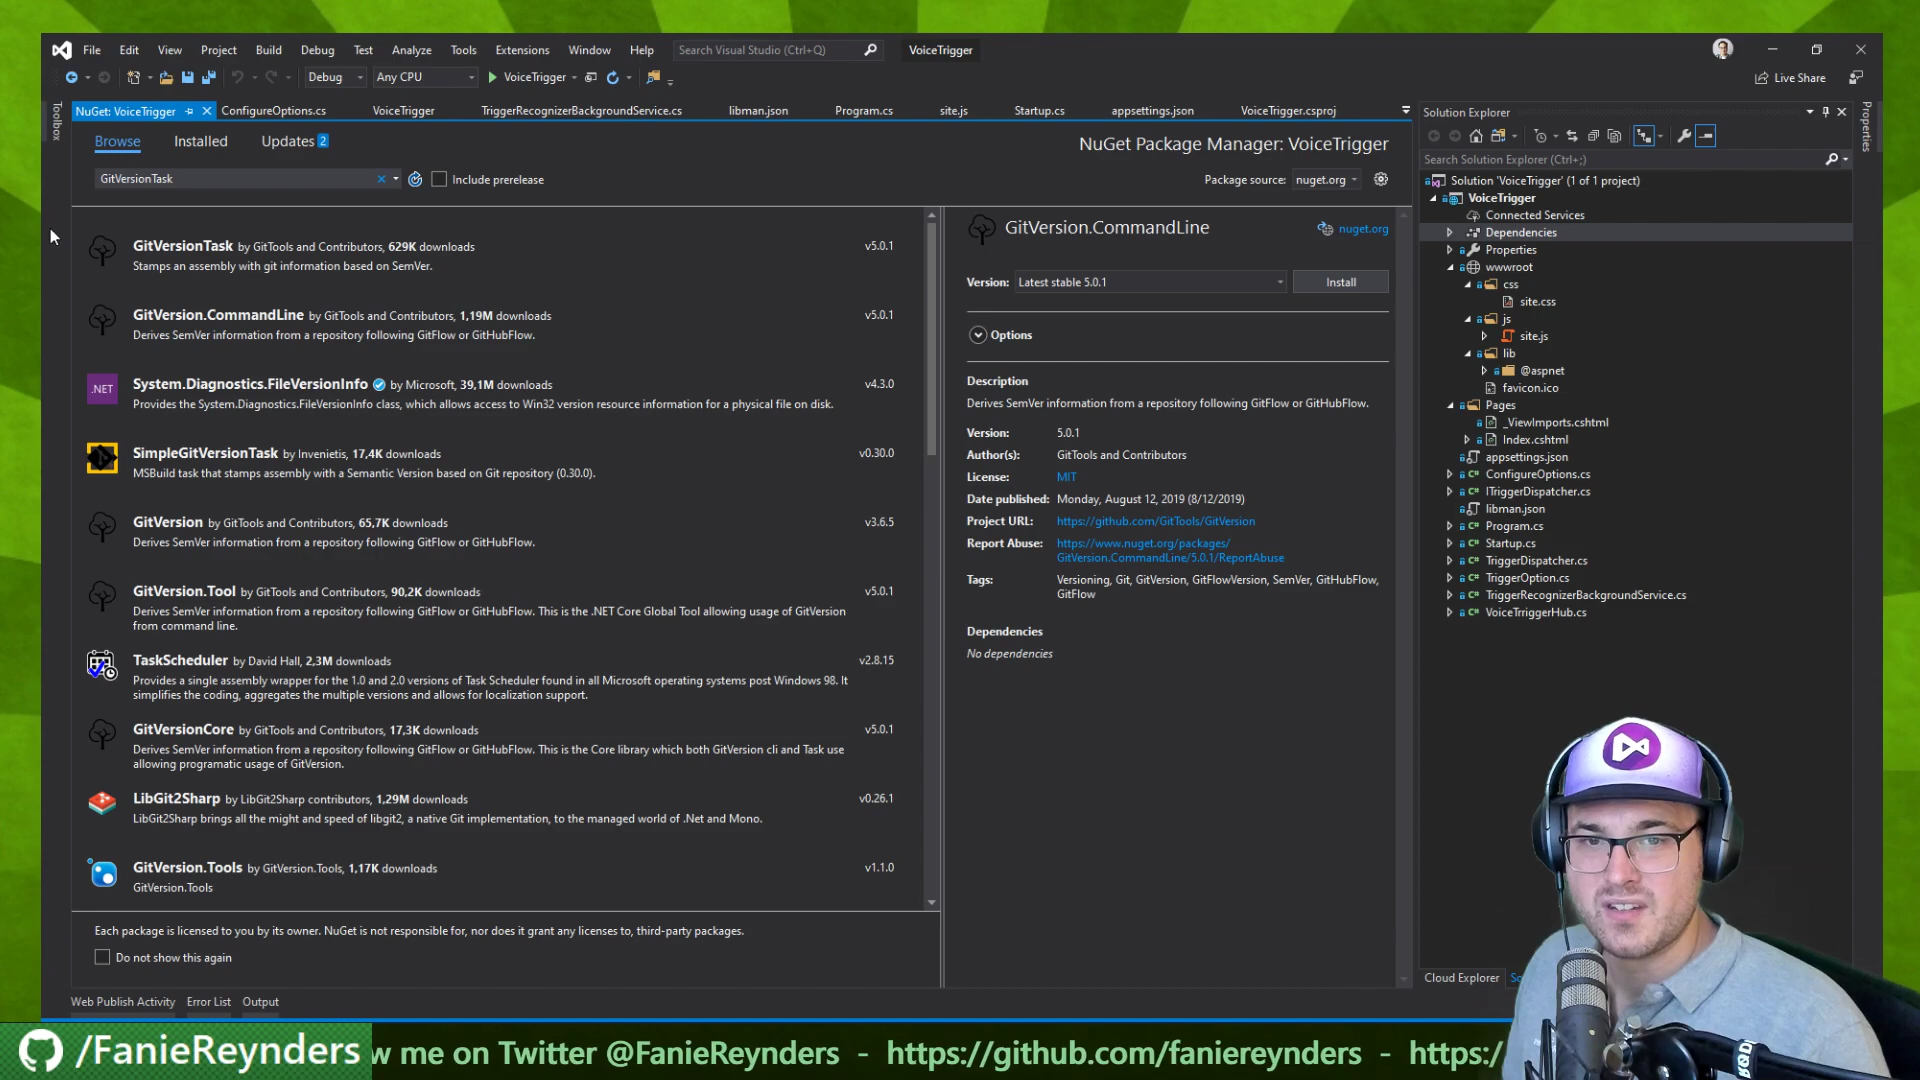 File Edit View Project Build Debug Test Analyze Tools Extensions Window Help Search Visual Studio (Ctrl+Q) VoiceTrigger
Debug Any CPU VoiceTrigger Live Share
Toolbox
NuGet: VoiceTrigger ConfigureOptions.cs VoiceTrigger TriggerRecognizerBackgroundService.cs libman.json Program.cs site.js Startup.cs appsettings.json VoiceTrigger.csproj
Browse Installed Updates 2
NuGet Package Manager: VoiceTrigger
GitVersionTask Include prerelease Package source: nuget.org
GitVersionTask by GitTools and Contributors, 629K downloads v5.0.1
Stamps an assembly with git information based on SemVer.
GitVersion.CommandLine by GitTools and Contributors, 1,19M downloads v5.0.1
Derives SemVer information from a repository following GitFlow or GitHubFlow.
.NET
System.Diagnostics.FileVersionInfo by Microsoft, 39,1M downloads v4.3.0
Provides the System.Diagnostics.FileVersionInfo class, which allows access to Win32 version resource information for a physical file on disk.
SimpleGitVersionTask by Invenietis, 17,4K downloads v0.30.0
MSBuild task that stamps assembly with a Semantic Version based on Git repository (0.30.0).
GitVersion by GitTools and Contributors, 65,7K downloads v3.6.5
Derives SemVer information from a repository following GitFlow or GitHubFlow.
GitVersion.Tool by GitTools and Contributors, 90,2K downloads v5.0.1
Derives SemVer information from a repository following GitFlow or GitHubFlow. This is the .NET Core Global Tool allowing usage of GitVersion
from command line.
TaskScheduler by David Hall, 2,3M downloads v2.8.15
Provides a single assembly wrapper for the 1.0 and 2.0 versions of Task Scheduler found in all Microsoft operating systems post Windows 98. It
simplifies the coding, aggregates the multiple versions and allows for localization support.
GitVersionCore by GitTools and Contributors, 17,3K downloads v5.0.1
Derives SemVer information from a repository following GitFlow or GitHubFlow. This is the Core library which both GitVersion cli and Task use
allowing programatic usage of GitVersion.
LibGit2Sharp by LibGit2Sharp contributors, 1,29M downloads v0.26.1
LibGit2Sharp brings all the might and speed of libgit2, a native Git implementation, to the managed world of .Net and Mono.
GitVersion.Tools by GitVersion.Tools, 1,17K downloads v1.1.0
GitVersion.Tools
Each package is licensed to you by its owner. NuGet is not responsible for, nor does it grant any licenses to, third-party packages.
Do not show this again
GitVersion.CommandLine nuget.org
Version: Latest stable 5.0.1 Install
Options
Description
Derives SemVer information from a repository following GitFlow or GitHubFlow.
Version: 5.0.1
Author(s): GitTools and Contributors
License: MIT
Date published: Monday, August 12, 2019 (8/12/2019)
Project URL: https://github.com/GitTools/GitVersion
Report Abuse: https://www.nuget.org/packages/
GitVersion.CommandLine/5.0.1/ReportAbuse
Tags: Versioning, Git, GitVersion, GitFlowVersion, SemVer, GitHubFlow,
GitFlow
Dependencies
No dependencies
Solution Explorer
Search Solution Explorer (Ctrl+;)
Solution 'VoiceTrigger' (1 of 1 project)
VoiceTrigger
Connected Services
Dependencies
Properties
wwwroot
css
site.css
js
site.js
lib
@aspnet
favicon.ico
Pages
_ViewImports.cshtml
Index.cshtml
appsettings.json
ConfigureOptions.cs
ITriggerDispatcher.cs
libman.json
Program.cs
Startup.cs
TriggerDispatcher.cs
TriggerOption.cs
TriggerRecognizerBackgroundService.cs
VoiceTrriggerHub.cs
Properties
Cloud Explorer So
Web Publish Activity Error List Output
/FanieReynders w me on Twitter @FanieReynders - https://github.com/faniereynders - https:/